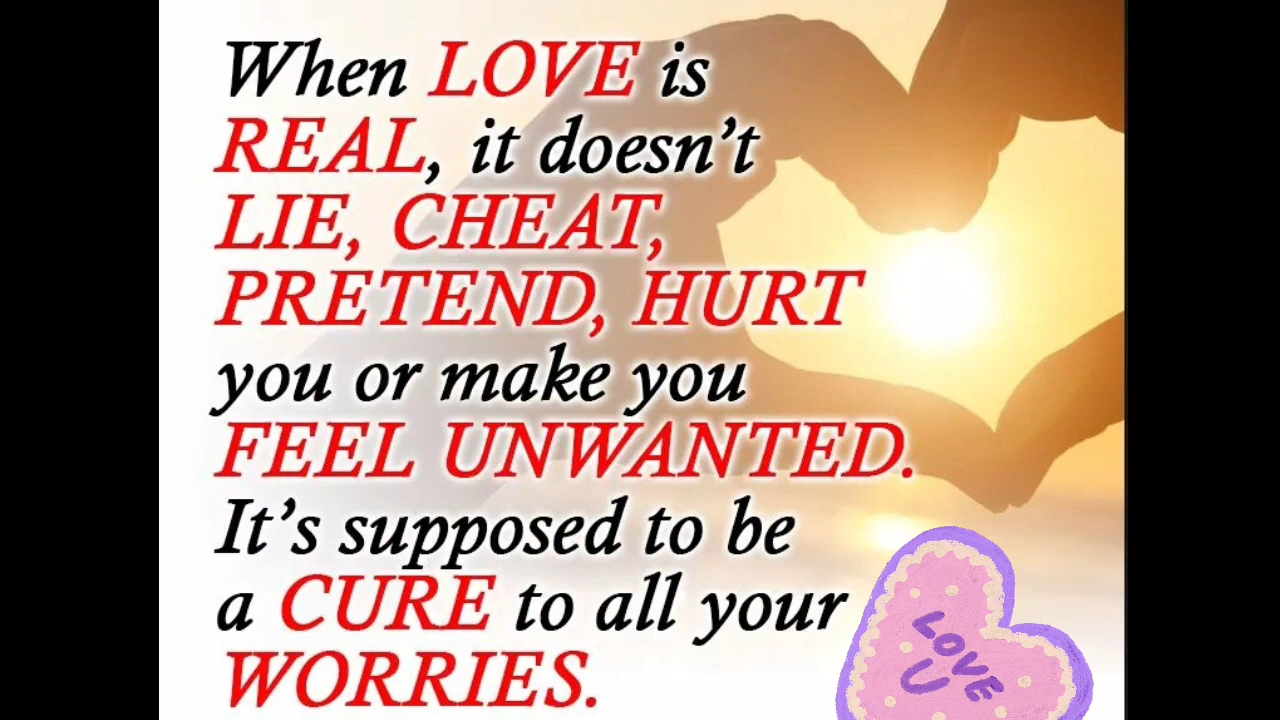 When LOVE is
REAL, it doesn’t
LIE, CHEAT,
PRETEND, HURT
you or make you
FEEL UNWANTED.
It’s supposed to be
a CURE to all your
WORRIES.
LOVE
U